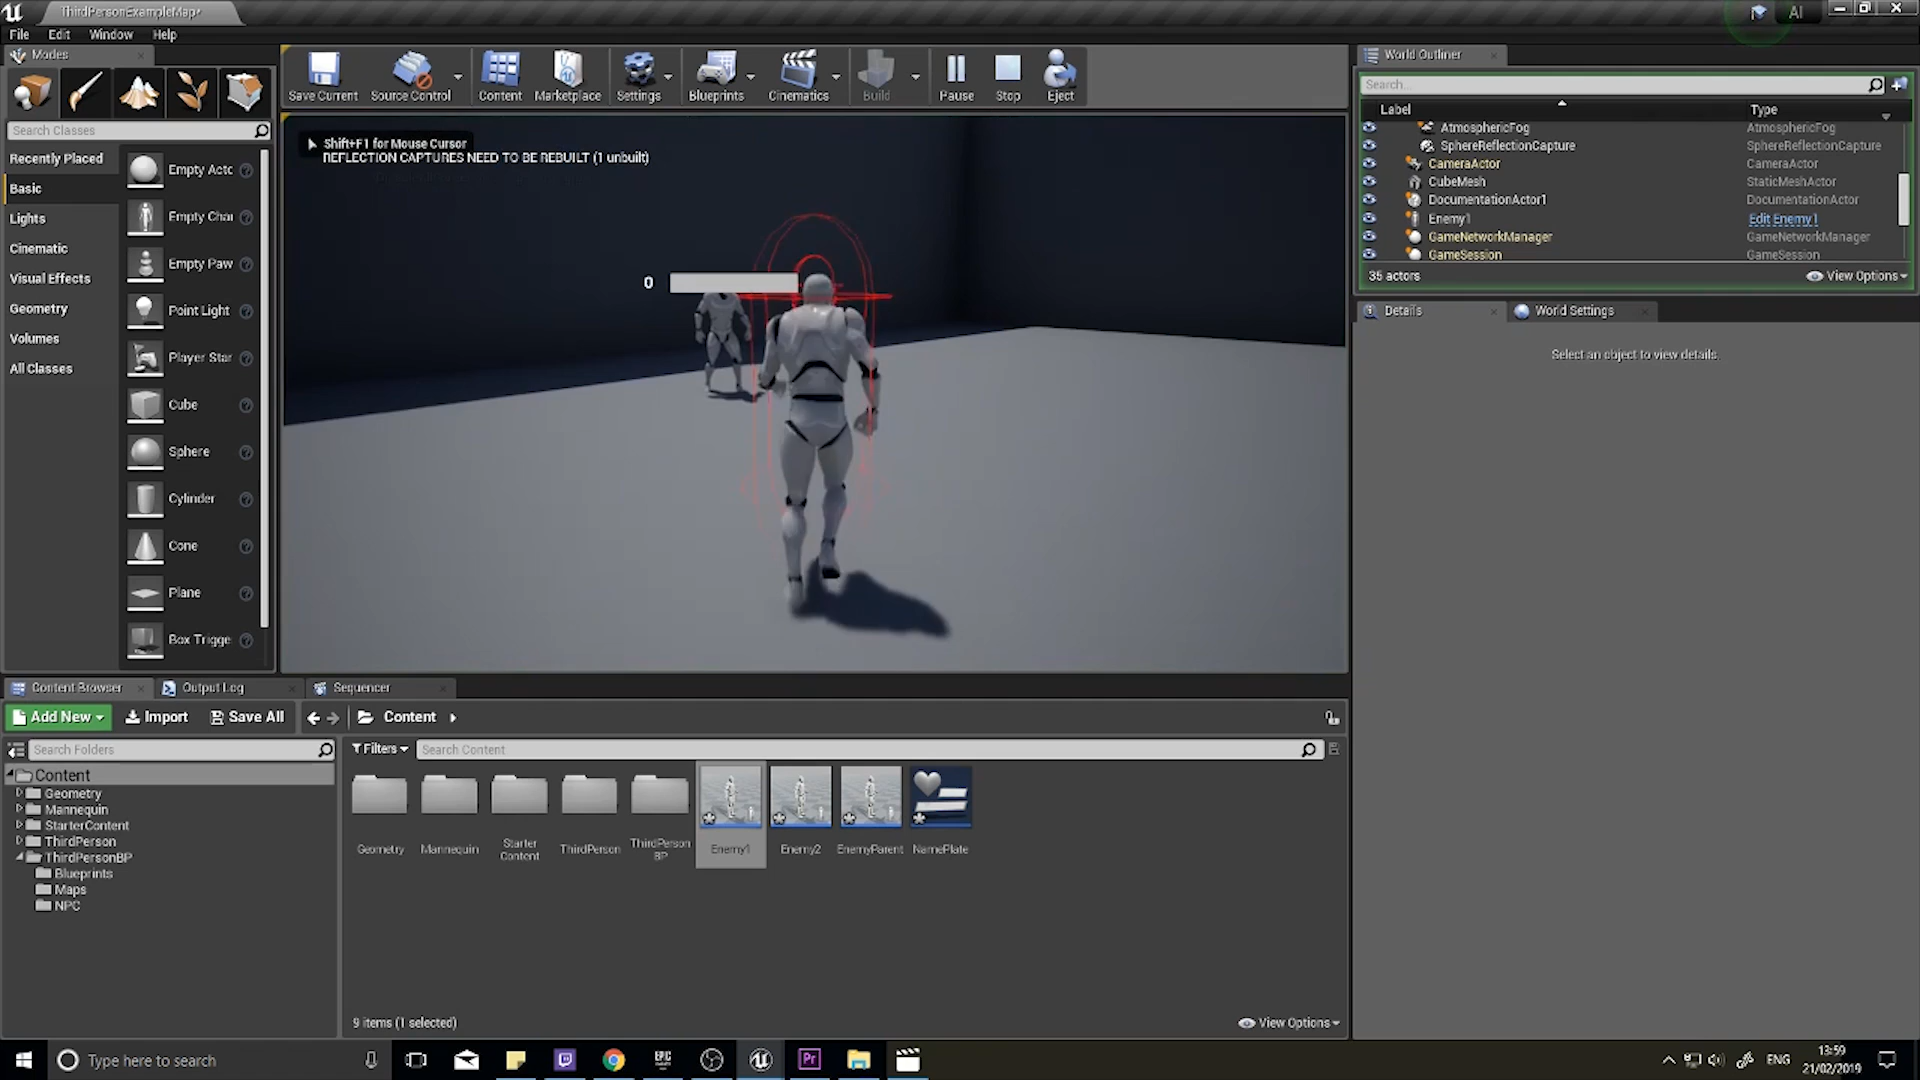 ThirdPersonExampleMap*
AI
File Edit Window Help
Modes
Search Classes
Recently Placed
Basic
Lights
Cinematic
Visual Effects
Geometry
Volumes
All Classes
Empty Acto
Empty Chai
Empty Paw
Point Light
Player Star
Cube
Sphere
Cylinder
Cone
Plane
Box Trigge
Save Current
Source Control
Content
Marketplace
Settings
Blueprints
Cinematics
Build
Pause
Stop
Eject
Shift+F1 for Mouse Cursor
REFLECTION CAPTURES NEED TO BE REBUILT (1 unbuilt)
0
World Outliner
Search...
Label Type
AtmosphericFog AtmosphericFog
SphereReflectionCapture SphereReflectionCapture
CameraActor CameraActor
CubeMesh StaticMeshActor
DocumentationActor1 DocumentationActor
Enemy1 Edit Enemy1
GameNetworkManager GameNetworkManager
GameSession GameSession
35 actors View Options
Details World Settings
Select an object to view details.
Content Browser Output Log Sequencer
Add New Import Save All Content
Search Folders
Content
Geometry
Mannequin
StarterContent
ThirdPerson
ThirdPersonBP
Blueprints
Maps
NPC
Filters Search Content
Geometry
Mannequin
Starter
Content
ThirdPerson
ThirdPerson
BP
Enemy1
Enemy2
EnemyParent
NamePlate
9 items (1 selected) View Options
Type here to search
EPIC
Pr
ENG
13:59
21/02/2019